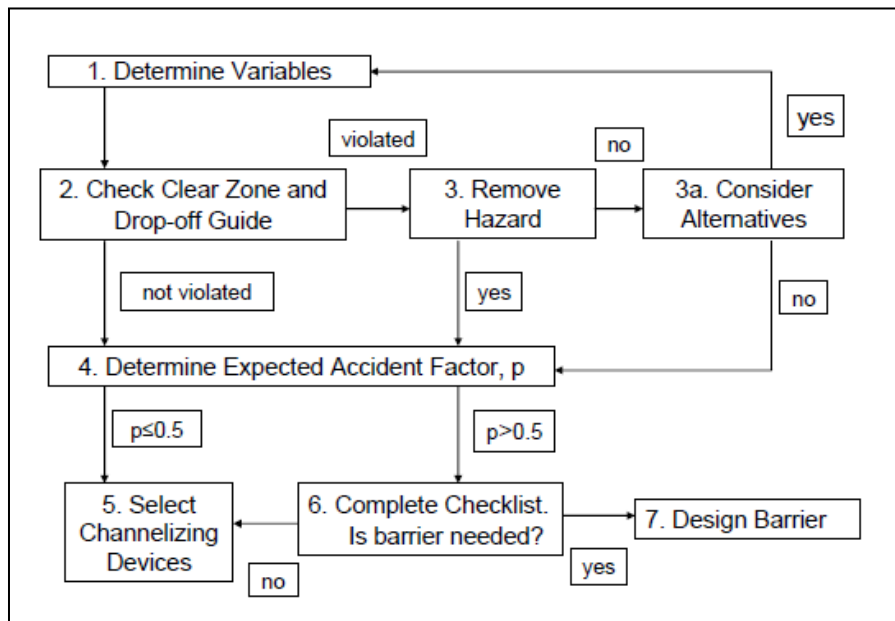 1. Determine Variables
yes
violated
no
2. Check Clear Zone and
Drop-off Guide
3. Remove
Hazard
3a. Consider
Alternatives
not violated
yes
no
4. Determine Expected Accident Factor, p
p≤0.5
p>0.5
5. Select
Channelizing
Devices
6. Complete Checklist.
Is barrier needed?
7. Design Barrier
no
yes